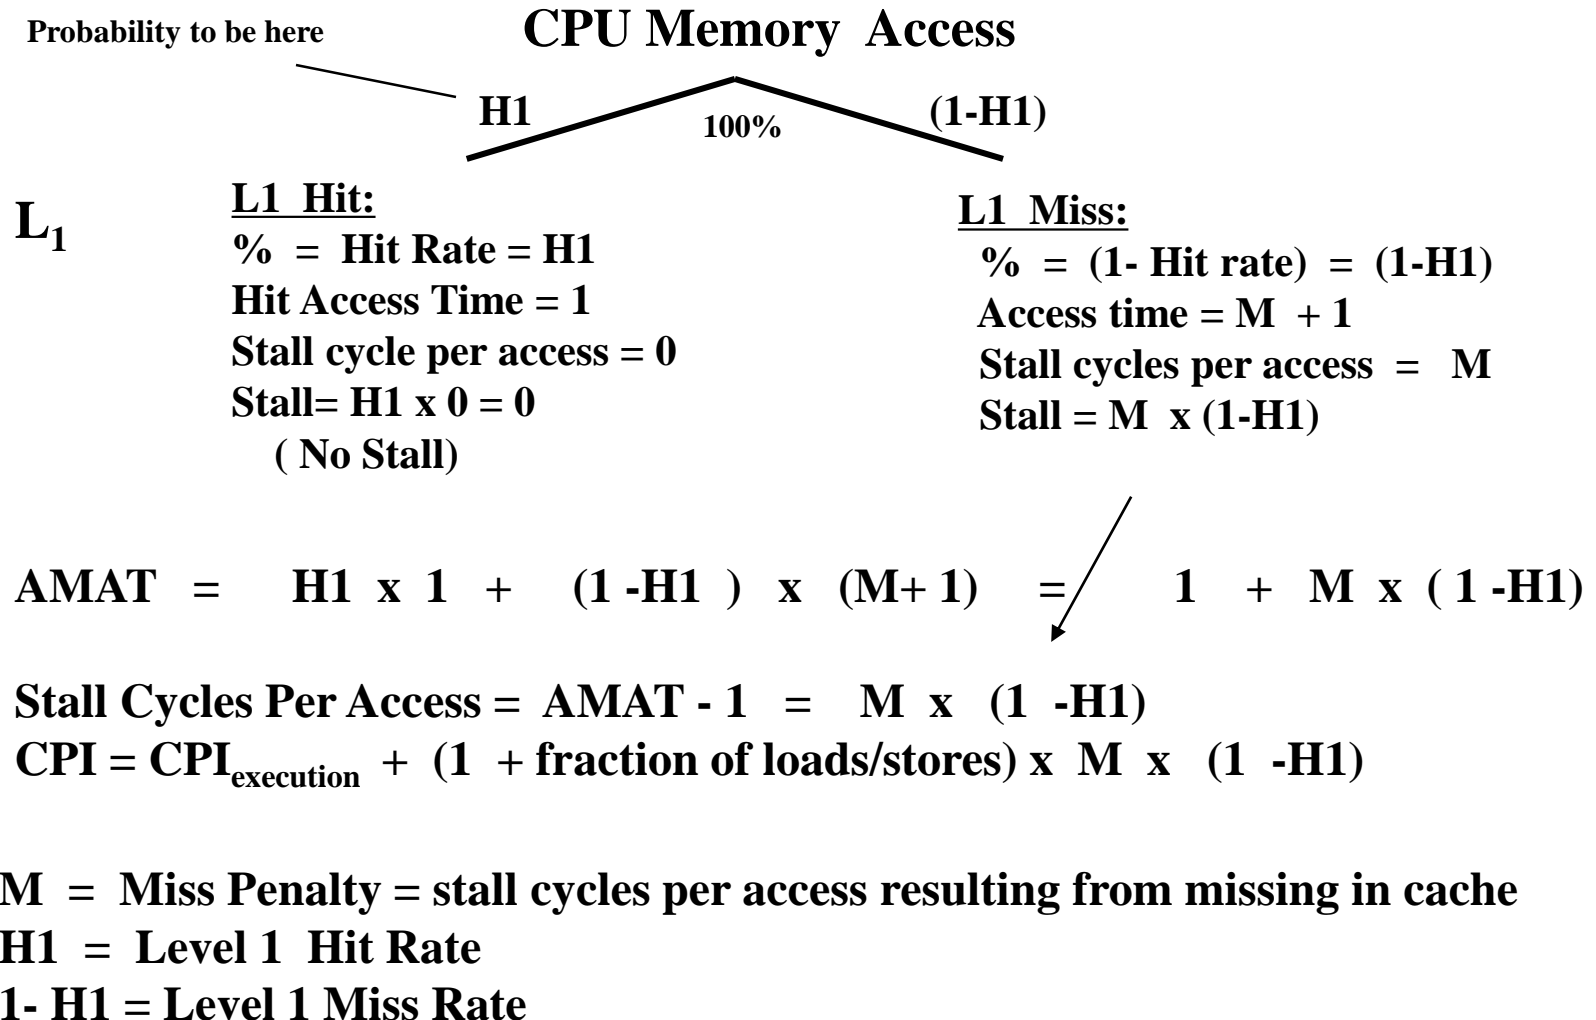 Probability to be here
CPU Memory Access
H1
100%
(1-H1)
L1
L1 Hit:
% = Hit Rate = H1
Hit Access Time = 1
Stall cycle per access = 0
Stall= H1 x 0 = 0
( No Stall)
L1 Miss:
% = (1- Hit rate) = (1-H1)
Access time = M + 1
Stall cycles per access = M
Stall = M x (1-H1)
AMAT = H1 x 1 + (1 -H1 ) x (M+ 1) = 1 + M x ( 1 -H1)
Stall Cycles Per Access = AMAT - 1 = M x (1 -H1)
CPI = CPIexecution + (1 + fraction of loads/stores) x M x (1 -H1)
M = Miss Penalty = stall cycles per access resulting from missing in cache
H1 = Level 1 Hit Rate
1- H1 = Level 1 Miss Rate